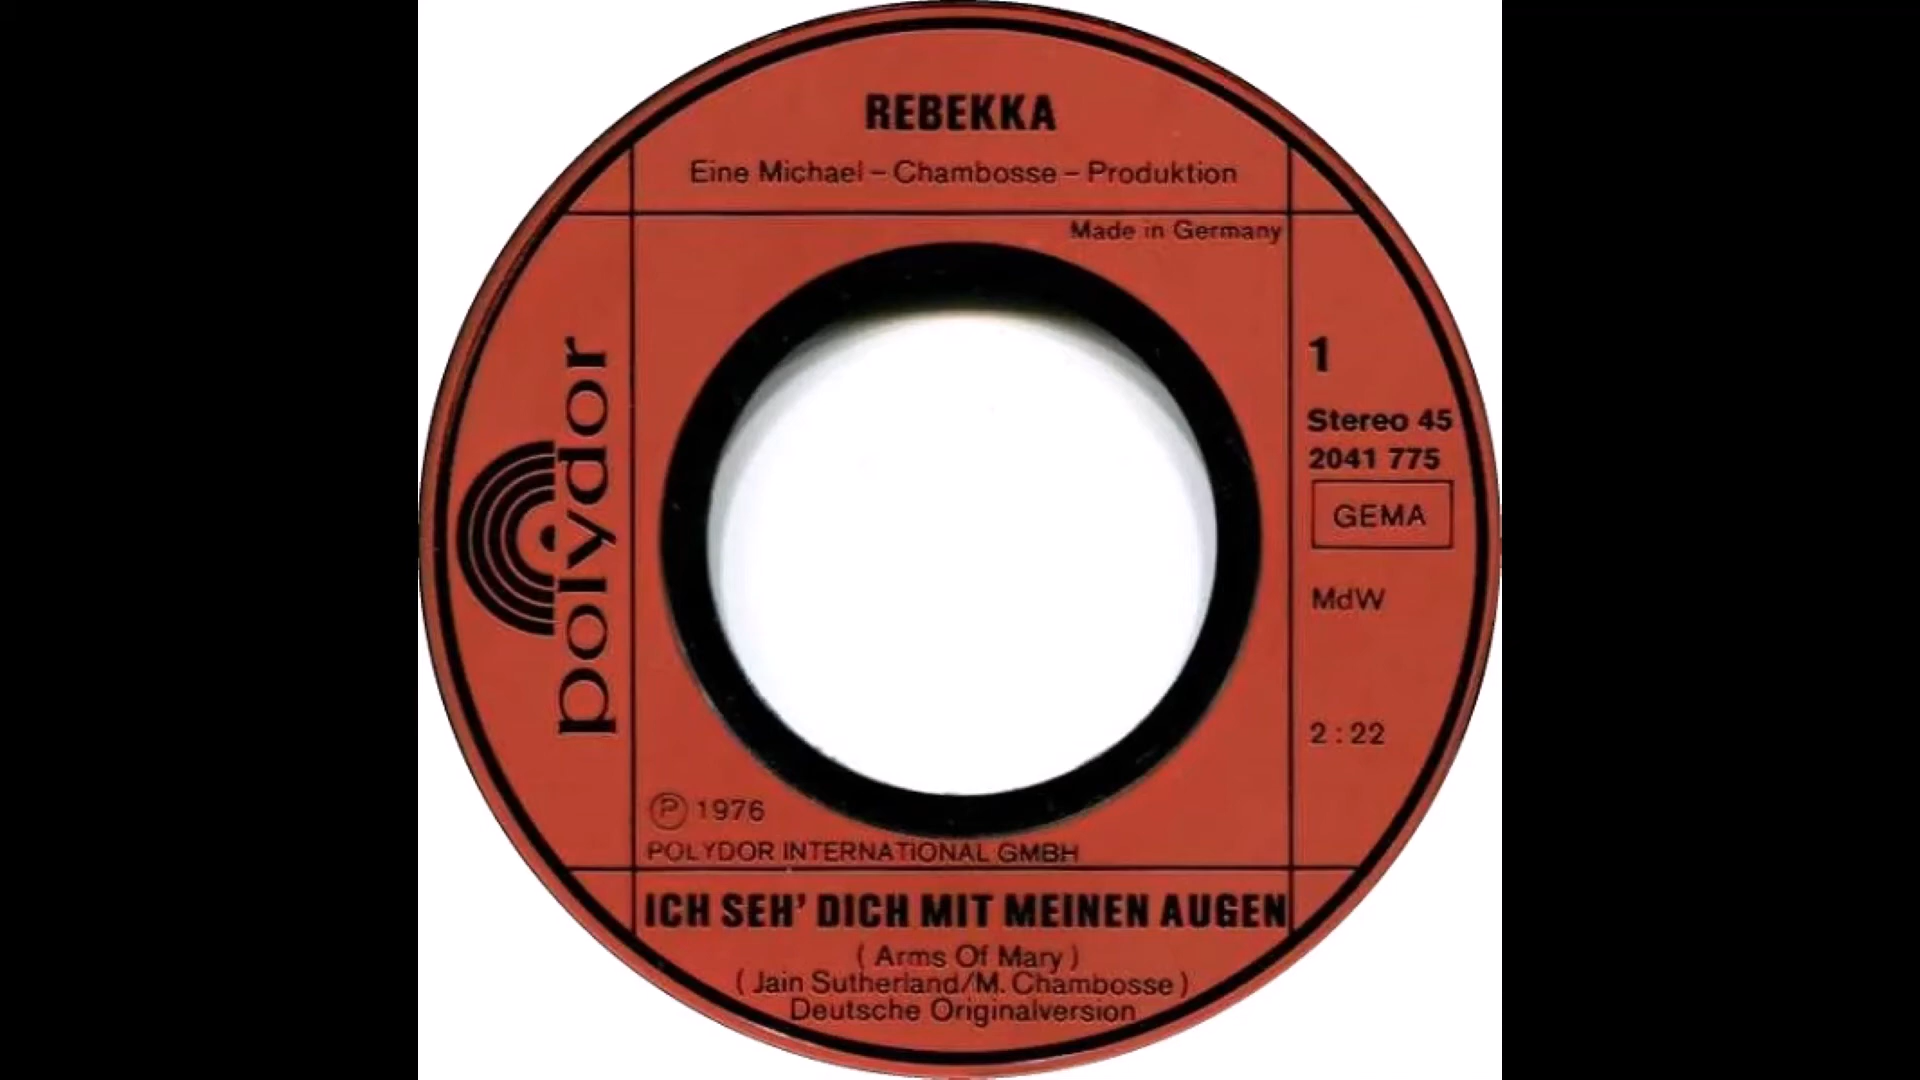 REBEKKA
Eine Michael – Chambosse – Produktion
Made in Germany
polydor
1
Stereo 45
2041 775
GEMA
MdW
2 : 22
℗ 1976
POLYDOR INTERNATIONAL GMBH
ICH SEH' DICH MIT MEINEN AUGEN
( Arms Of Mary )
( Jain Sutherland/M. Chambosse )
Deutsche Originalversion